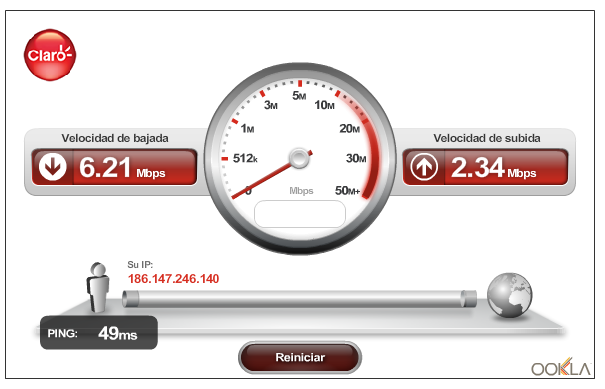 Claro
Velocidad de bajada
6.21 Mbps
5M
3M
10M
1M
20M
512k
30M
0
Mbps
50M+
Velocidad de subida
2.34 Mbps
Su IP:
186.147.246.140
PING: 49ms
Reiniciar
OOKLA